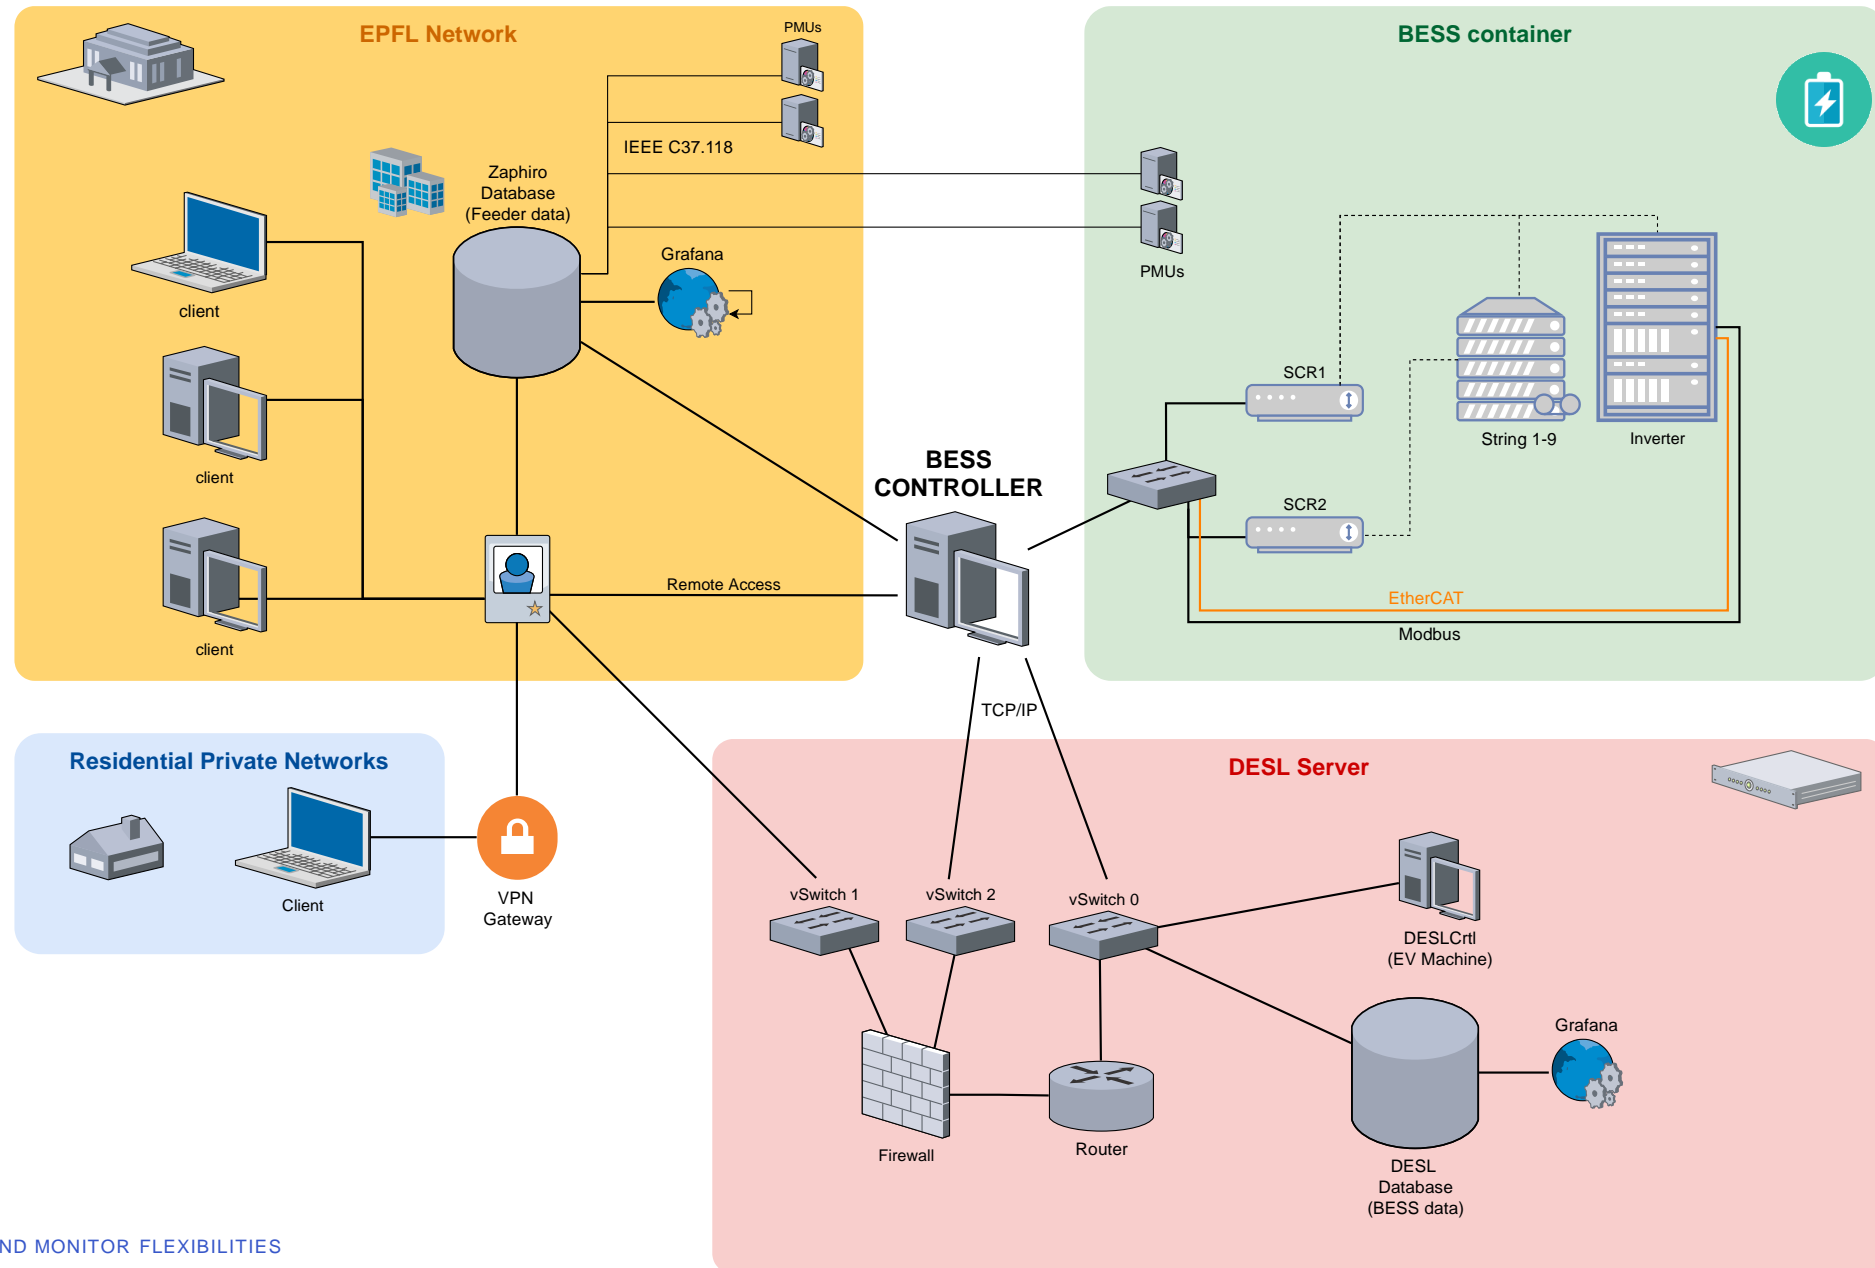 EPFL Network
PMUs
BESS container
IEEE C37.118
Zaphiro
Database
(Feeder data)
Grafana
PMUs
client
SCR1
String 1-9
Inverter
client
BESS
CONTROLLER
SCR2
Remote Access
EtherCAT
Modbus
client
TCP/IP
Residential Private Networks
DESL Server
Client
VPN
Gateway
vSwitch 1
vSwitch 2
vSwitch 0
DESLCrtl
(EV Machine)
Grafana
Firewall
Router
DESL
Database
(BESS data)
ND MONITOR FLEXIBILITIES